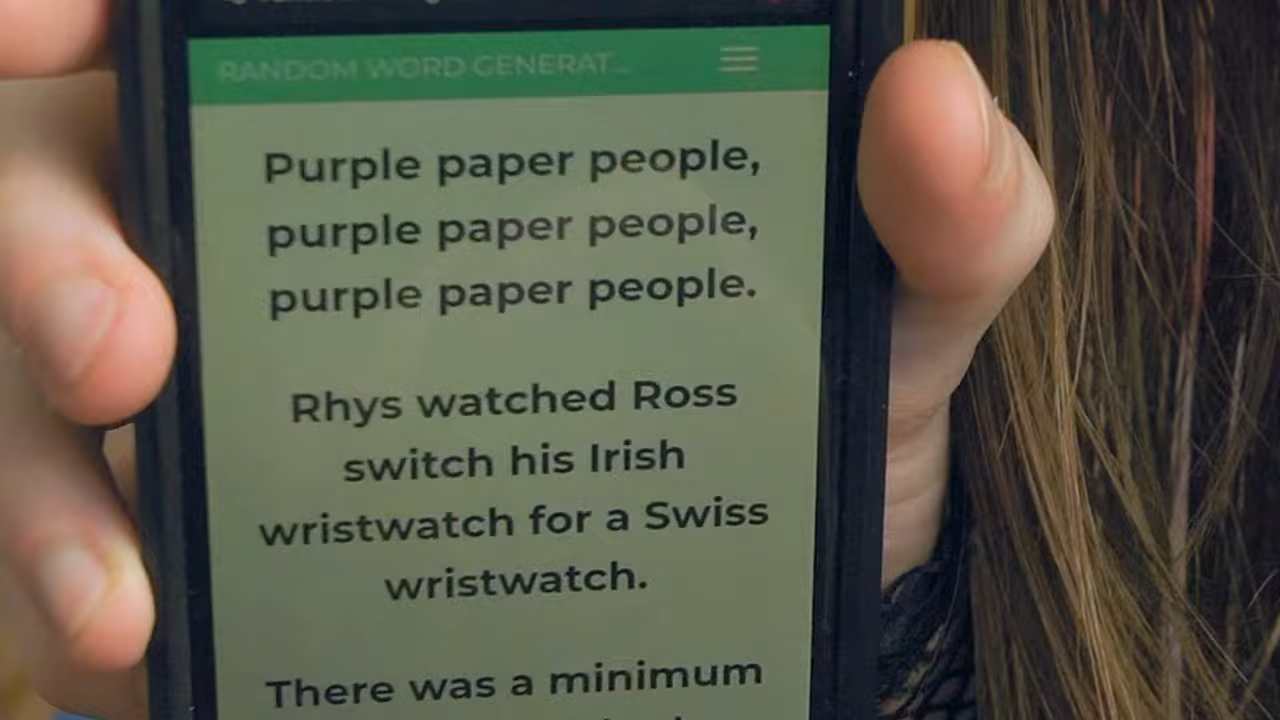 RANDOM WORD GENERAT...
Purple paper people,
purple paper people,
purple paper people.
Rhys watched Ross
switch his Irish
wristwatch for a Swiss
wristwatch.
There was a minimum